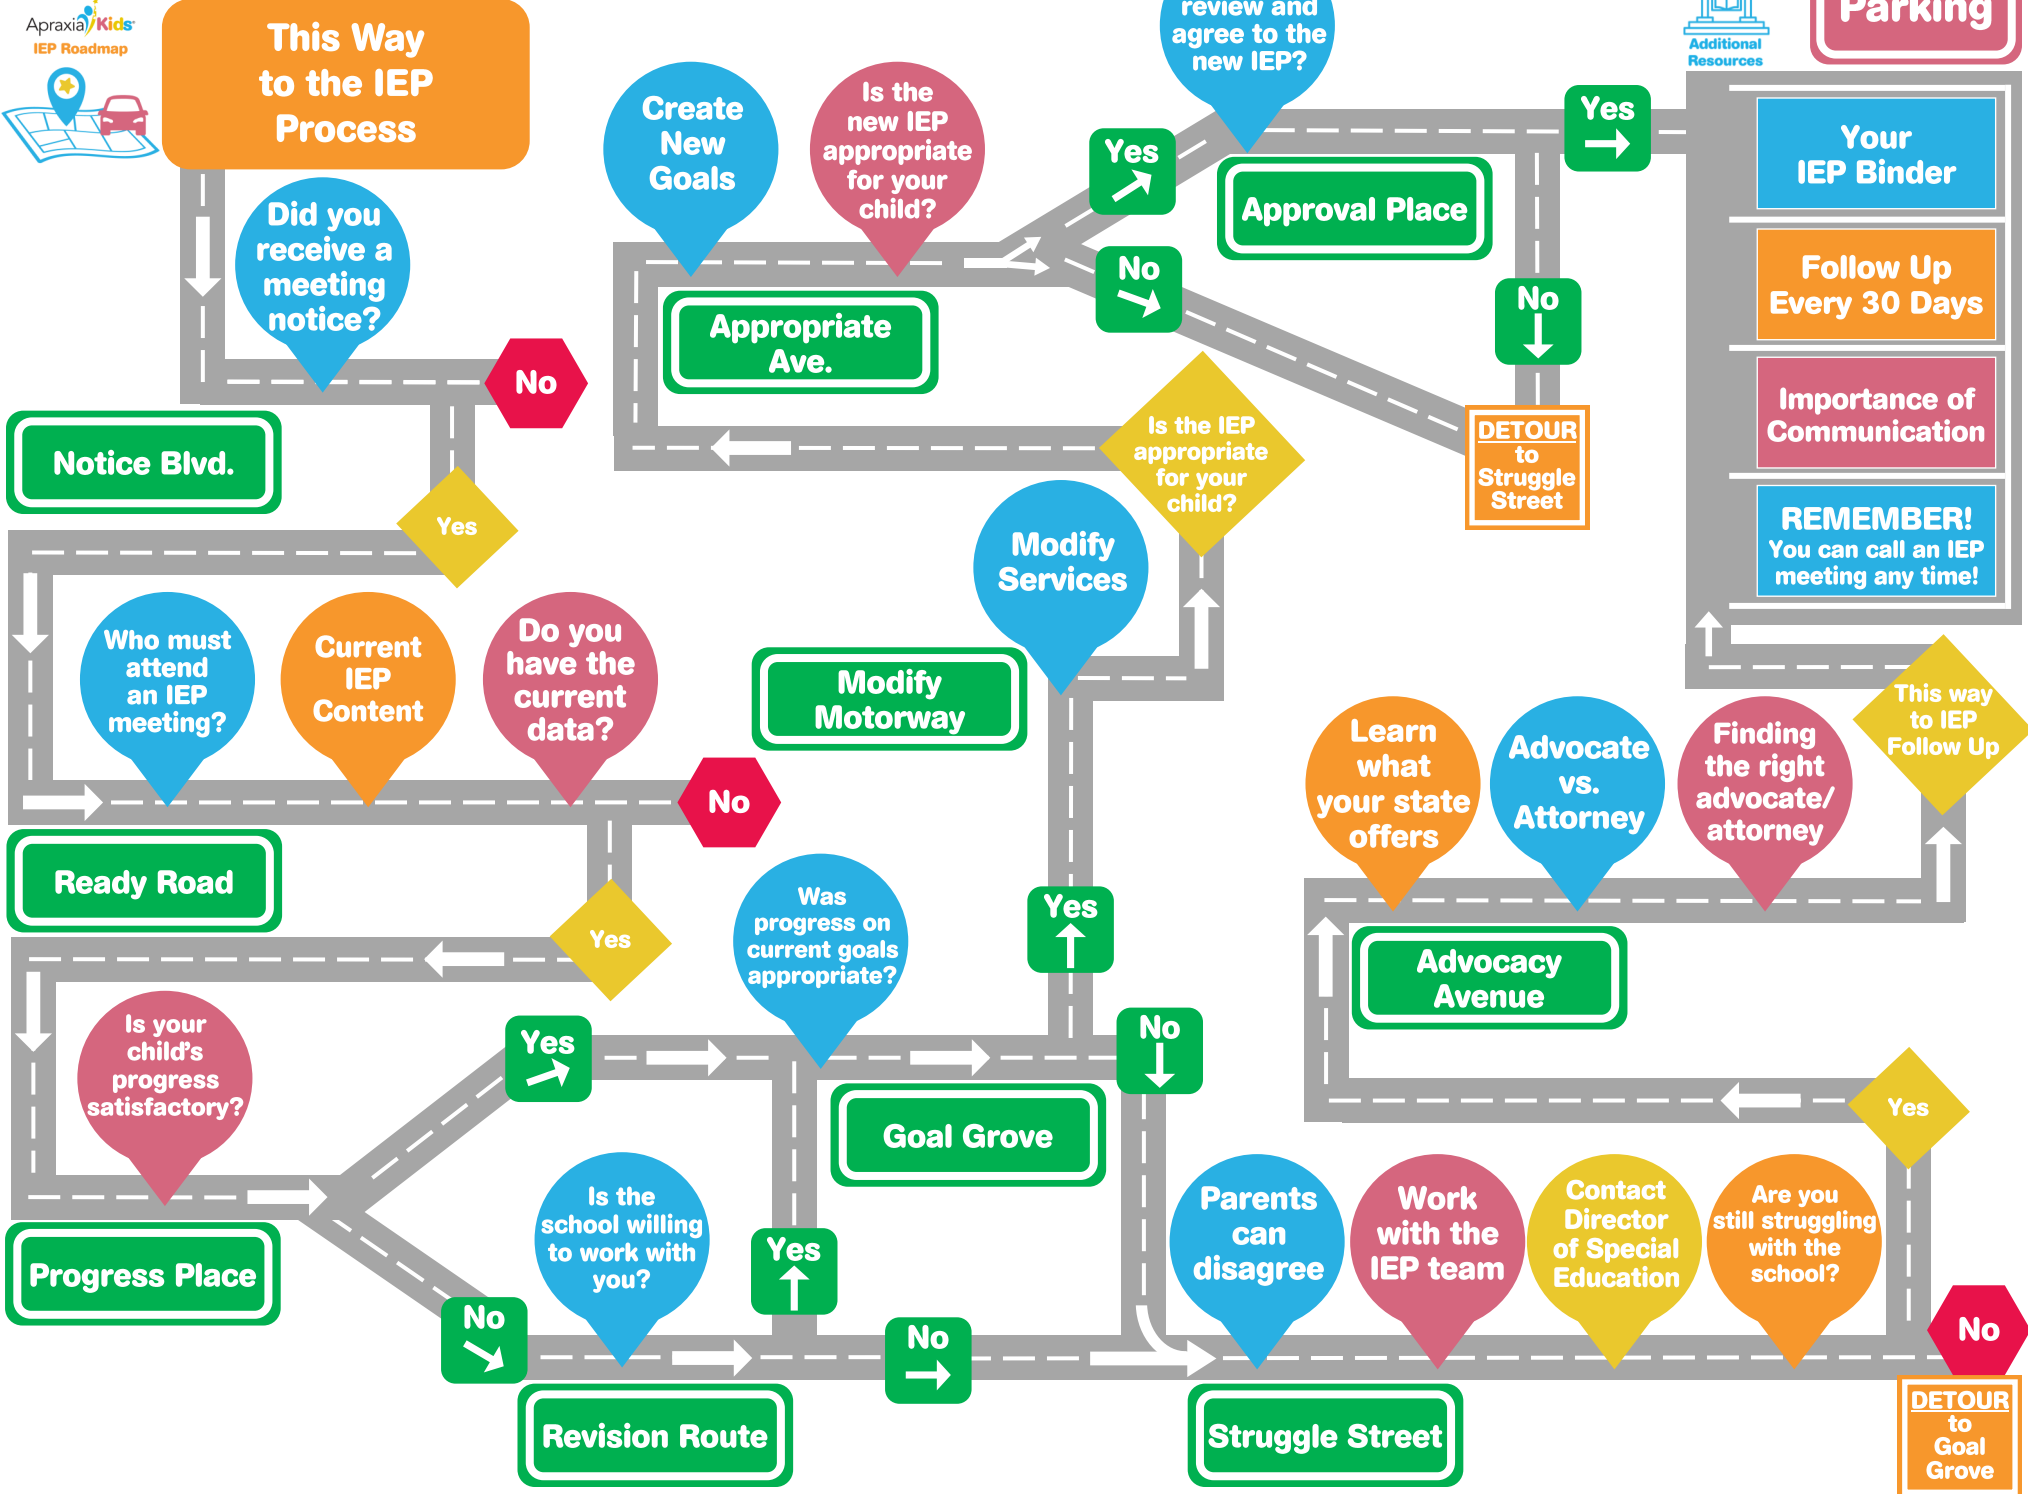 Apraxia Kids
IEP Roadmap
This Way
to the IEP
Process
Did you
receive a
meeting
notice?
No
Notice Blvd.
Yes
Who must
attend
an IEP
meeting?
Current
IEP
Content
Do you
have the
current
data?
No
Ready Road
Yes
Is your
child's
progress
satisfactory?
Progress Place
Yes
No
Is the
school willing
to work with
you?
Revision Route
Yes
No
Was
progress on
current goals
appropriate?
Goal Grove
Yes
No
Modify
Motorway
Modify
Services
Is the IEP
appropriate
for your
child?
Create
New
Goals
Appropriate
Ave.
Is the
new IEP
appropriate
for your
child?
Yes
No
review and
agree to the
new IEP?
Approval Place
Yes
No
DETOUR
to
Struggle
Street
Parents
can
disagree
Work
with the
IEP team
Contact
Director
of Special
Education
Are you
still struggling
with the
school?
Struggle Street
No
DETOUR
to
Goal
Grove
Yes
Advocacy
Avenue
Learn
what
your state
offers
Advocate
vs.
Attorney
Finding
the right
advocate/
attorney
This way
to IEP
Follow Up
Additional
Resources
Parking
Your
IEP Binder
Follow Up
Every 30 Days
Importance of
Communication
REMEMBER!
You can call an IEP
meeting any time!